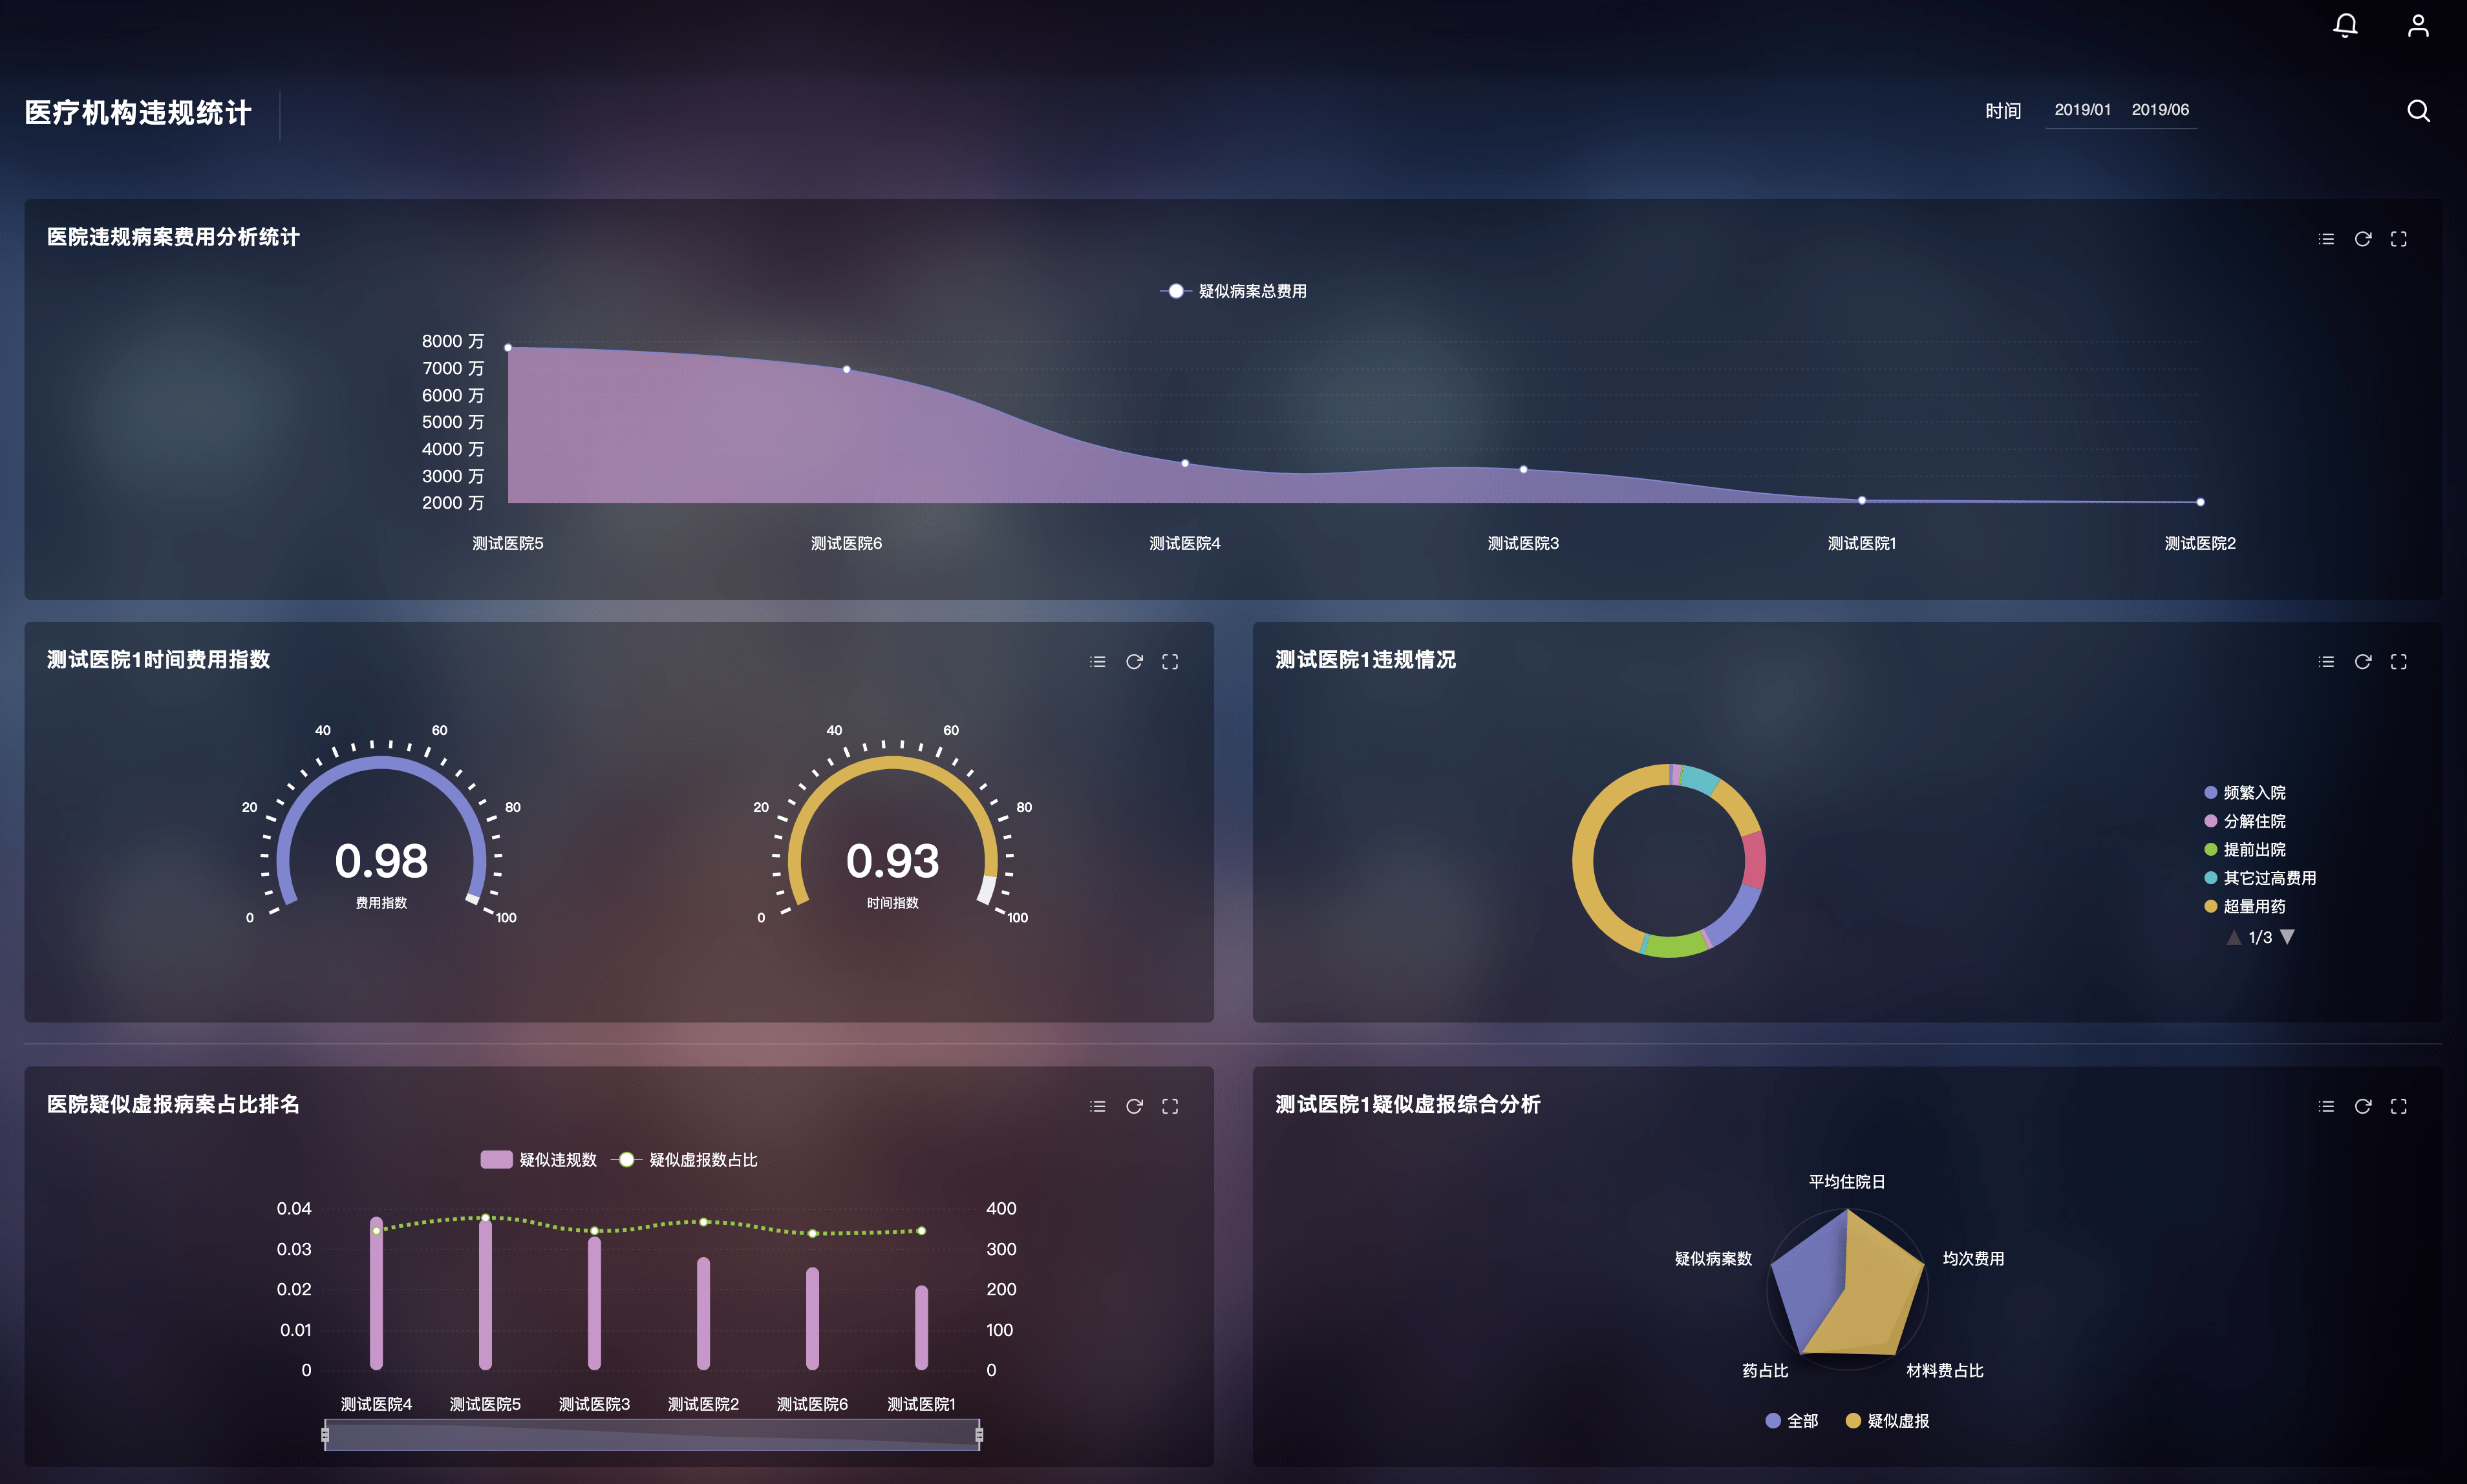 医疗机构违规统计
时间 2019/01 2019/06
医院违规病案费用分析统计
疑似病案总费用
8000 万
7000 万
6000 万
5000 万
4000 万
3000 万
2000 万
测试医院5 测试医院6 测试医院4 测试医院3 测试医院1 测试医院2
测试医院1时间费用指数
0 20 40 60 80 100
0.98
费用指数
0 20 40 60 80 100
0.93
时间指数
测试医院1违规情况
频繁入院
分解住院
提前出院
其它过高费用
超量用药
1/3
医院疑似虚报病案占比排名
疑似违规数 疑似虚报数占比
0.04 400
0.03 300
0.02 200
0.01 100
0 0
测试医院4 测试医院5 测试医院3 测试医院2 测试医院6 测试医院1
测试医院1疑似虚报综合分析
平均住院日
疑似病案数 均次费用
药占比 材料费占比
全部 疑似虚报